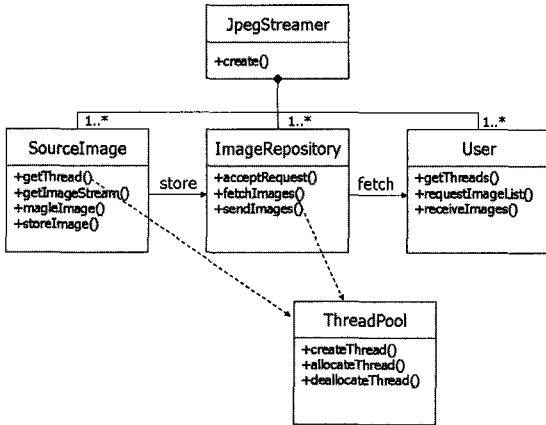 JpegStreamer
+create()
1..*
1..*
1..*
SourceImage
+getThread()
+getImageStream()
+magleImage()
+storeImage()
store
ImageRepository
+acceptRequest()
+fetchImages()
+sendImages()
fetch
User
+getThreads()
+requestImageList()
+receiveImages()
ThreadPool
+createThread()
+allocateThread()
+deallocateThread()